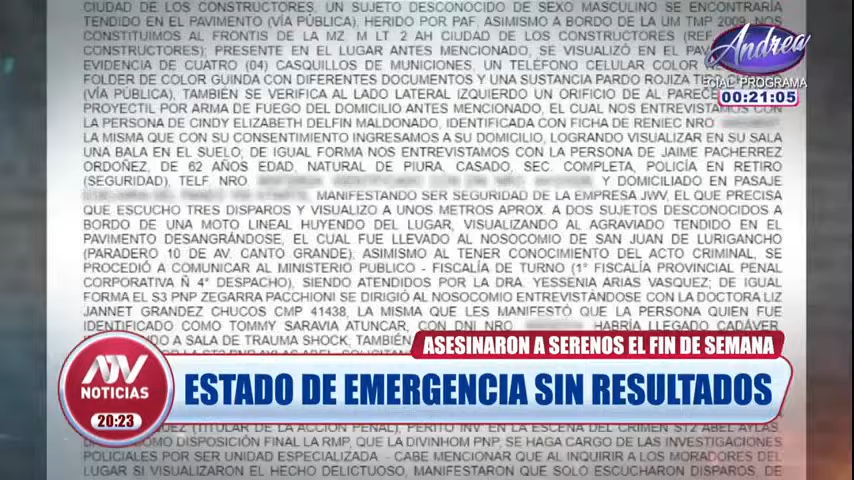 CIUDAD DE LOS CONSTRUCTORES, UN SUJETO DESCONOCIDO DE SEXO MASCULINO SE ENCONTRARÍA
TENDIDO EN EL PAVIMENTO (VÍA PÚBLICA), HERIDO POR PAF, ASIMISMO A BORDO DE LA UM TMP 2009, NOS
CONSTITUIMOS AL FRONTIS DE LA MZ. M LT 2 AH CIUDAD DE LOS CONSTRUCTORES (REF.
CONSTRUCTORES); PRESENTE EN EL LUGAR ANTES MENCIONADO, SE VISUALIZÓ EN EL
EVIDENCIA DE CUATRO (04) CASQUILLOS DE MUNICIONES, UN TELÉFONO CELULAR COLOR
FOLDER DE COLOR GUINDA CON DIFERENTES DOCUMENTOS Y UNA SUSTANCIA PARDO ROJIZA
(VÍA PÚBLICA), TAMBIÉN SE VERIFICA AL LADO LATERAL IZQUIERDO UN ORIFICIO DE AL PARECER
PROYECTIL POR ARMA DE FUEGO DEL DOMICILIO ANTES MENCIONADO, EL CUAL NOS ENTREVISTAMOS CON
LA PERSONA DE CINDY ELIZABETH DELFIN MALDONADO, IDENTIFICADA CON FICHA DE RENIEC NRO
LA MISMA QUE CON SU CONSENTIMIENTO INGRESAMOS A SU DOMICILIO, LOGRANDO VISUALIZAR EN SU SALA
UNA BALA EN EL SUELO; DE IGUAL FORMA NOS ENTREVISTAMOS CON LA PERSONA DE JAIME PACHERREZ
ORDOÑEZ, DE 62 AÑOS EDAD, NATURAL DE PIURA, CASADO, SEC. COMPLETA, POLICÍA EN RETIRO
(SEGURIDAD), TELF. NRO. Y DOMICILIADO EN PASAJE
MANIFESTANDO SER SEGURIDAD DE LA EMPRESA JWV, EL QUE PRECISA
QUE ESCUCHO TRES DISPAROS Y VISUALIZO A UNOS METROS APROX. A DOS SUJETOS DESCONOCIDOS A
BORDO DE UNA MOTO LINEAL HUYENDO DEL LUGAR, VISUALIZANDO AL AGRAVIADO TENDIDO EN EL
PAVIMENTO DESANGRÁNDOSE, EL CUAL FUE LLEVADO AL NOSOCOMIO DE SAN JUAN DE LURIGANCHO
(PARADERO 10 DE AV. CANTO GRANDE); ASIMISMO AL TENER CONOCIMIENTO DEL ACTO CRIMINAL, SE
PROCEDIÓ A COMUNICAR AL MINISTERIO PUBLICO - FISCALÍA DE TURNO (1° FISCALÍA PROVINCIAL PENAL
CORPORATIVA Ñ 4° DESPACHO), SIENDO ATENDIDOS POR LA DRA. YESSENIA ARIAS VASQUEZ; DE IGUAL
FORMA EL S3 PNP ZEGARRA PACCHIONI SE DIRIGIÓ AL NOSOCOMIO ENTREVISTÁNDOSE CON LA DOCTORA LIZ
JANNET GRANDEZ CHUCOS CMP 41438, LA MISMA QUE LES MANIFESTÓ QUE LA PERSONA QUIEN FUE
IDENTIFICADO COMO TOMMY SARAVIA ATUNCAR, CON DNI NRO HABRÍA LLEGADO CADÁVER,
A SALA DE TRAUMA SHOCK, TAMBIÉN
Andrea
PROGRAMA
00:21:05
ASESINARON A SERENOS EL FIN DE SEMANA
ESTADO DE EMERGENCIA SIN RESULTADOS
NOTICIAS
20:23
(TITULAR DE LA ACCIÓN PENAL), PERITO INV EN LA ESCENA DEL CRIMEN ST2 ABEL AYLAS,
COMO DISPOSICIÓN FINAL LA RMP, QUE LA DIVINHOM PNP, SE HAGA CARGO DE LAS INVESTIGACIONES
POLICIALES POR SER UNIDAD ESPECIALIZADA - CABE MENCIONAR QUE AL INQUIRIR A LOS MORADORES DEL
LUGAR SI VISUALIZARON EL HECHO DELICTUOSO, MANIFESTARON QUE SOLO ESCUCHARON DISPAROS, DE